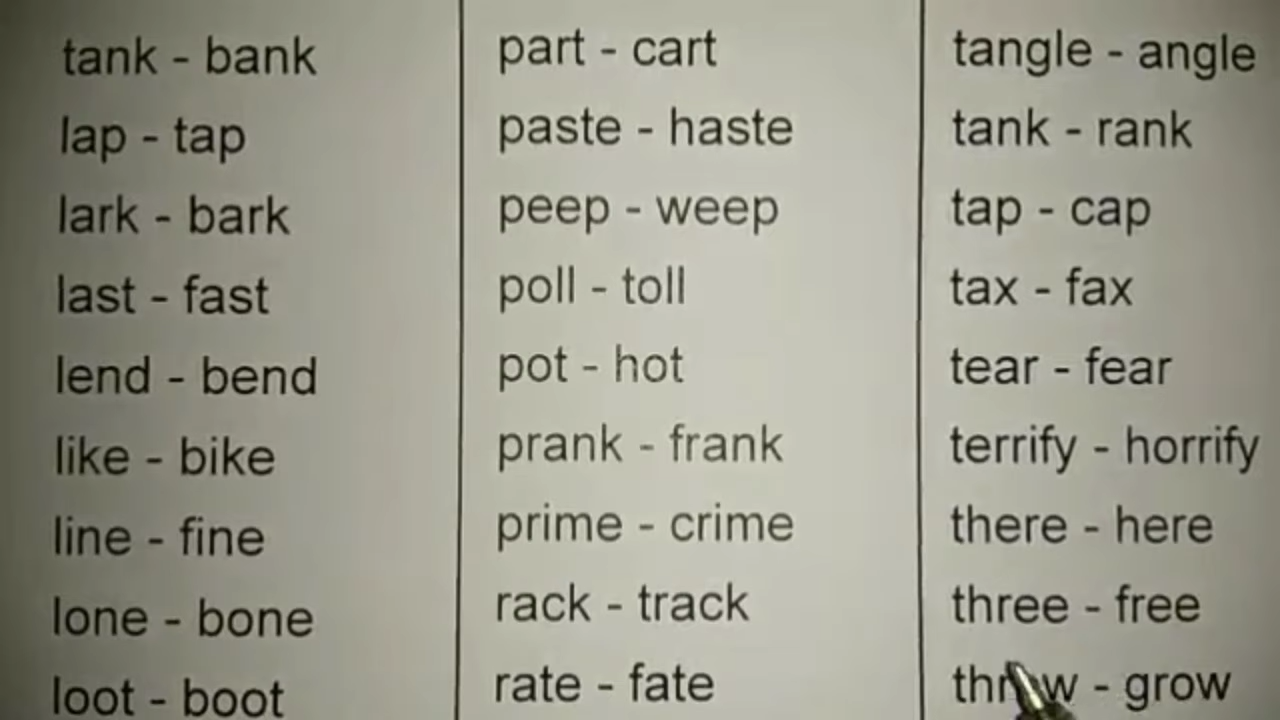 tank - bank
lap - tap
lark - bark
last - fast
lend - bend
like - bike
line - fine
lone - bone
loot - boot
part - cart
paste - haste
peep - weep
poll - toll
pot - hot
prank - frank
prime - crime
rack - track
rate - fate
tangle - angle
tank - rank
tap - cap
tax - fax
tear - fear
terrify - horrify
there - here
three - free
throw - grow